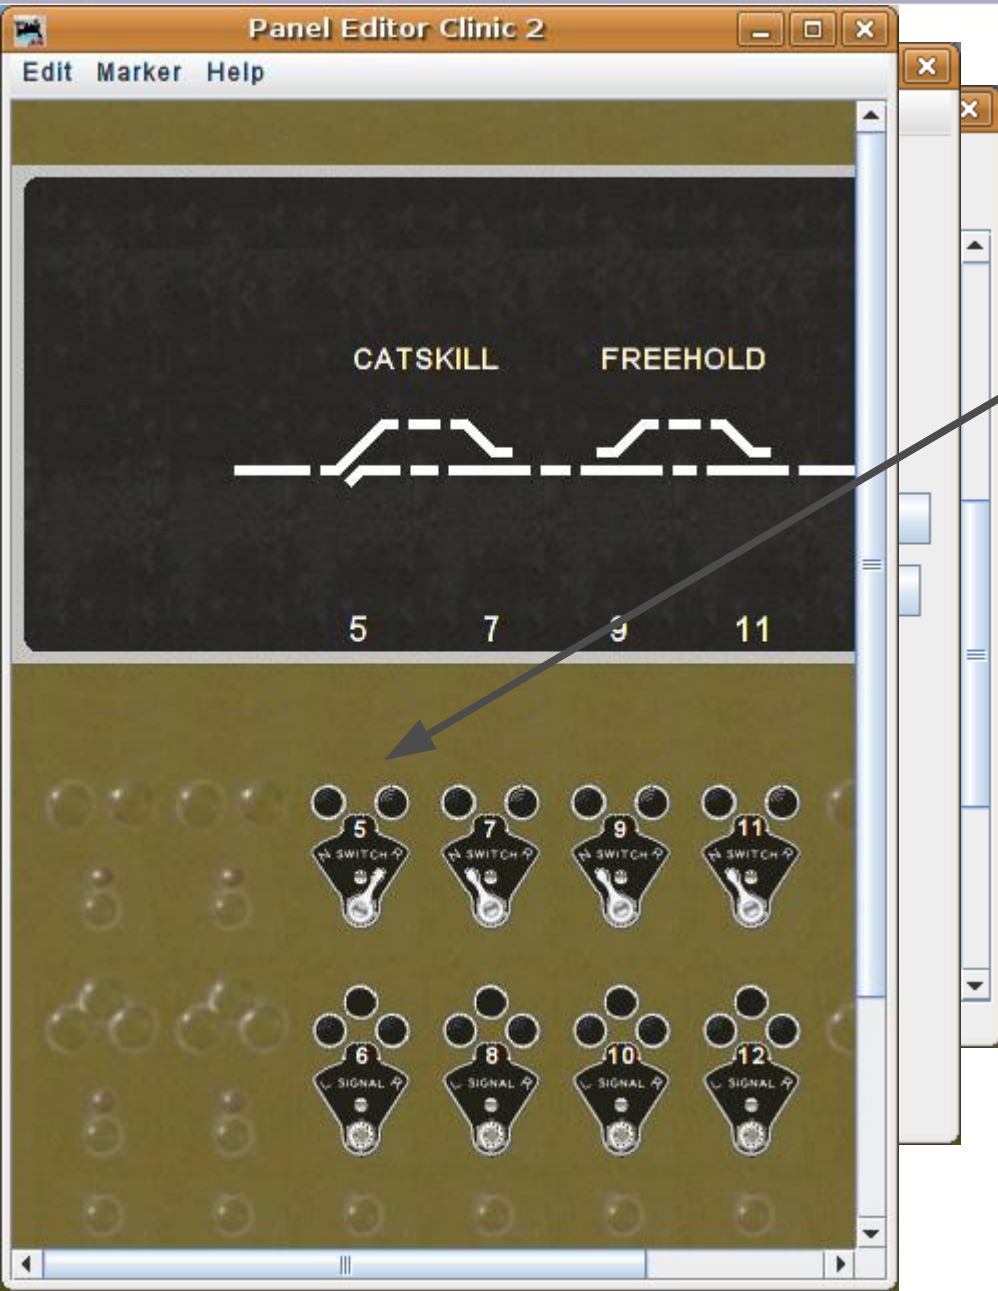 Panel Editor Clinic 2
Edit Marker Help
CATSKILL FREEHOLD
5 7 9 11
5 7 9 11
N SWITCH R N SWITCH R N SWITCH R N SWITCH R
6 8 10 12
L SIGNAL R L SIGNAL R L SIGNAL R L SIGNAL R